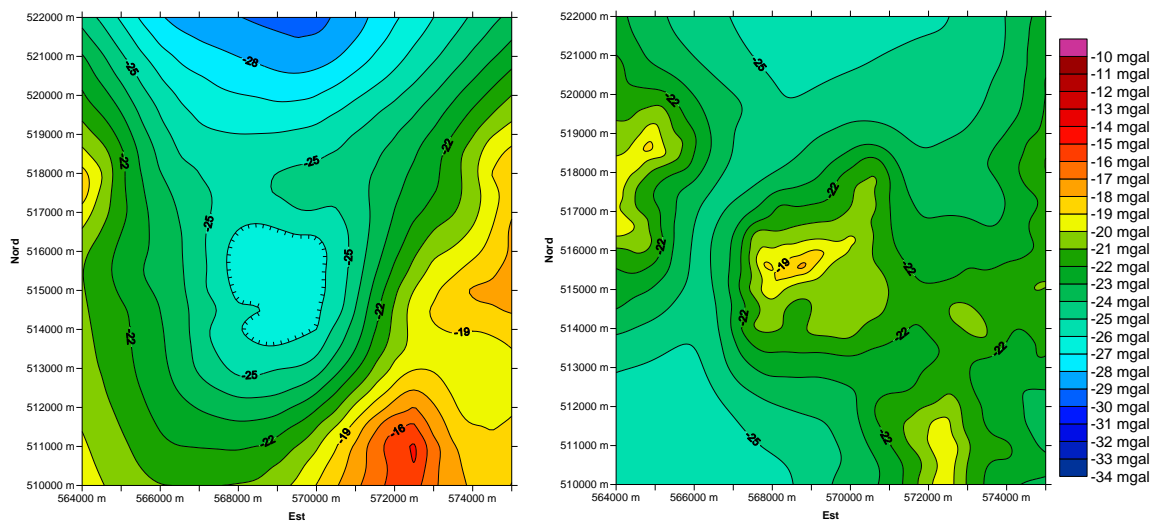 522000 m
521000 m
520000 m
519000 m
518000 m
517000 m
516000 m
515000 m
514000 m
513000 m
512000 m
511000 m
510000 m
Nord
564000 m 566000 m 568000 m 570000 m 572000 m 574000 m
Est
-25
-28
-22
-25
-22
-25
-25
-22
-22
-19
-25
-22
-19
-16
522000 m
521000 m
520000 m
519000 m
518000 m
517000 m
516000 m
515000 m
514000 m
513000 m
512000 m
511000 m
510000 m
Nord
564000 m 566000 m 568000 m 570000 m 572000 m 574000 m
Est
-25
-22
-22
-22
-19
-22
-22
-22
-22
-25
-22
-10 mgal
-11 mgal
-12 mgal
-13 mgal
-14 mgal
-15 mgal
-16 mgal
-17 mgal
-18 mgal
-19 mgal
-20 mgal
-21 mgal
-22 mgal
-23 mgal
-24 mgal
-25 mgal
-26 mgal
-27 mgal
-28 mgal
-29 mgal
-30 mgal
-31 mgal
-32 mgal
-33 mgal
-34 mgal